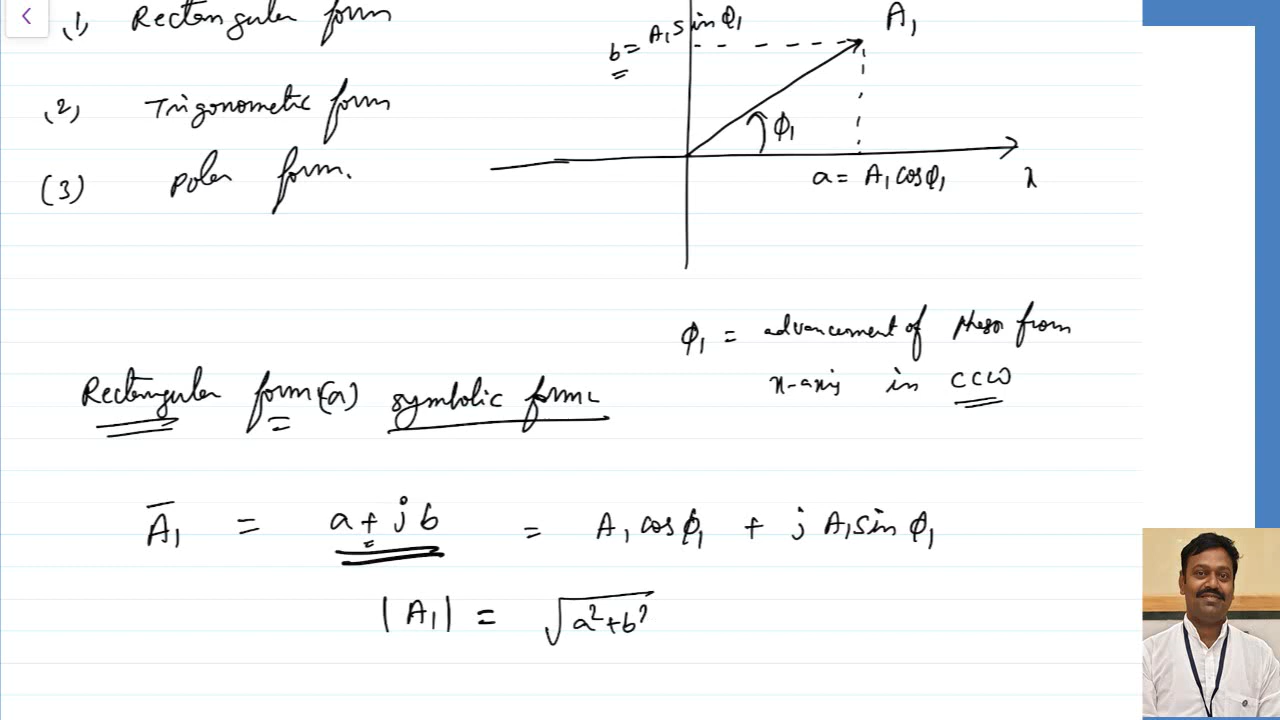 (1) Rectangular form
(2) Trigonometric form
(3) Polar form.
A₁
b = A₁ sin φ₁
φ₁
a = A₁ cos φ₁
x
φ₁ = advancement of phasor from
x-axis in CCW
Rectangular form (a) symbolic form
A̅₁ = a + j b = A₁ cos φ₁ + j A₁ sin φ₁
|A₁| = √a²+b²